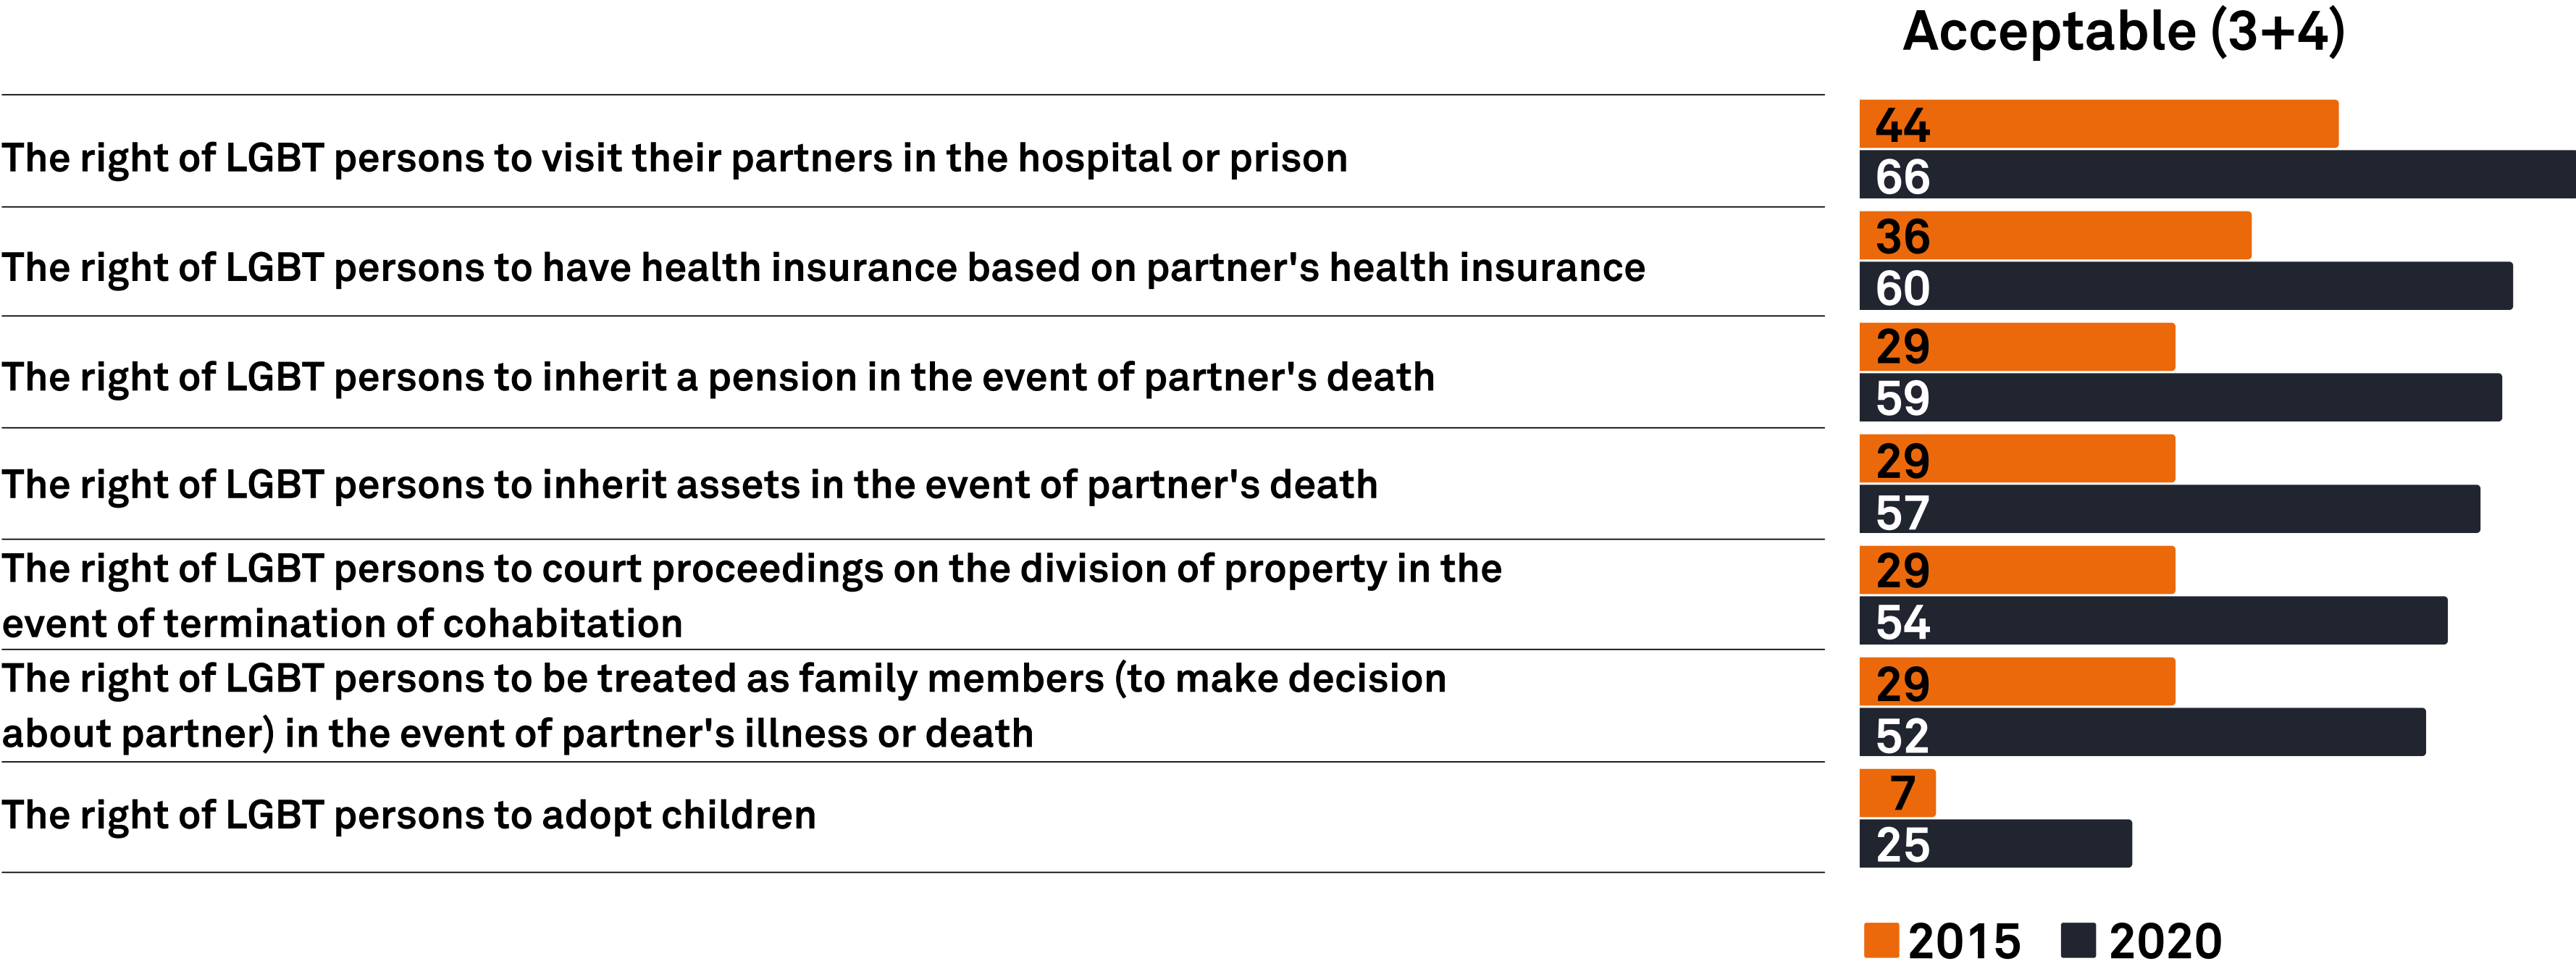 Acceptable (3+4)
The right of LGBT persons to visit their partners in the hospital or prison
44
66
The right of LGBT persons to have health insurance based on partner's health insurance
36
60
The right of LGBT persons to inherit a pension in the event of partner's death
29
59
The right of LGBT persons to inherit assets in the event of partner's death
29
57
The right of LGBT persons to court proceedings on the division of property in the
event of termination of cohabitation
29
54
The right of LGBT persons to be treated as family members (to make decision
about partner) in the event of partner's illness or death
29
52
The right of LGBT persons to adopt children
7
25
2015 2020